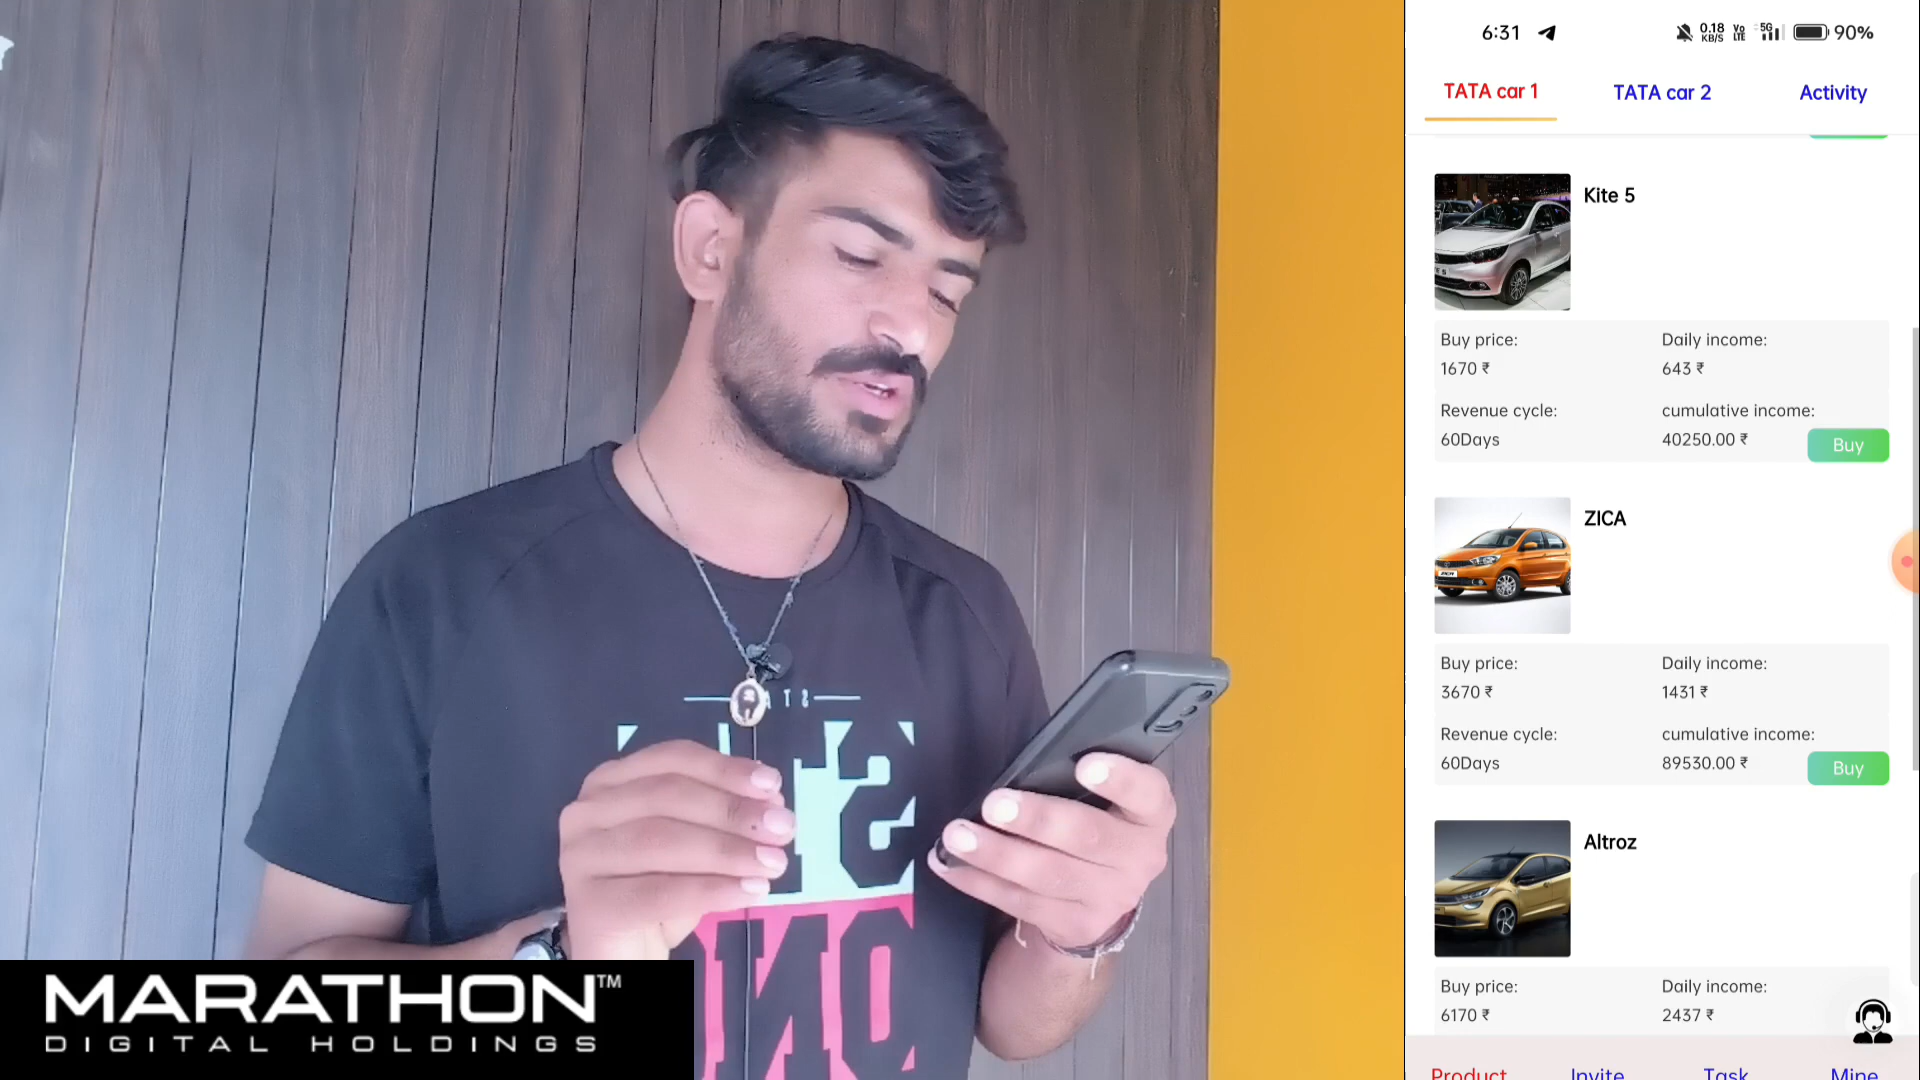 6:31
0.18
KB/S
Vo
LTE
5G
90%
TATA car 1
TATA car 2
Activity
Kite 5
Buy price:
Daily income:
1670 ₹
643 ₹
Revenue cycle:
cumulative income:
60Days
40250.00 ₹
Buy
ZICA
Buy price:
Daily income:
3670 ₹
1431 ₹
Revenue cycle:
cumulative income:
60Days
89530.00 ₹
Buy
Altroz
Buy price:
Daily income:
6170 ₹
2437 ₹
Product
Invite
Task
Mine
MARATHON™
DIGITAL HOLDINGS